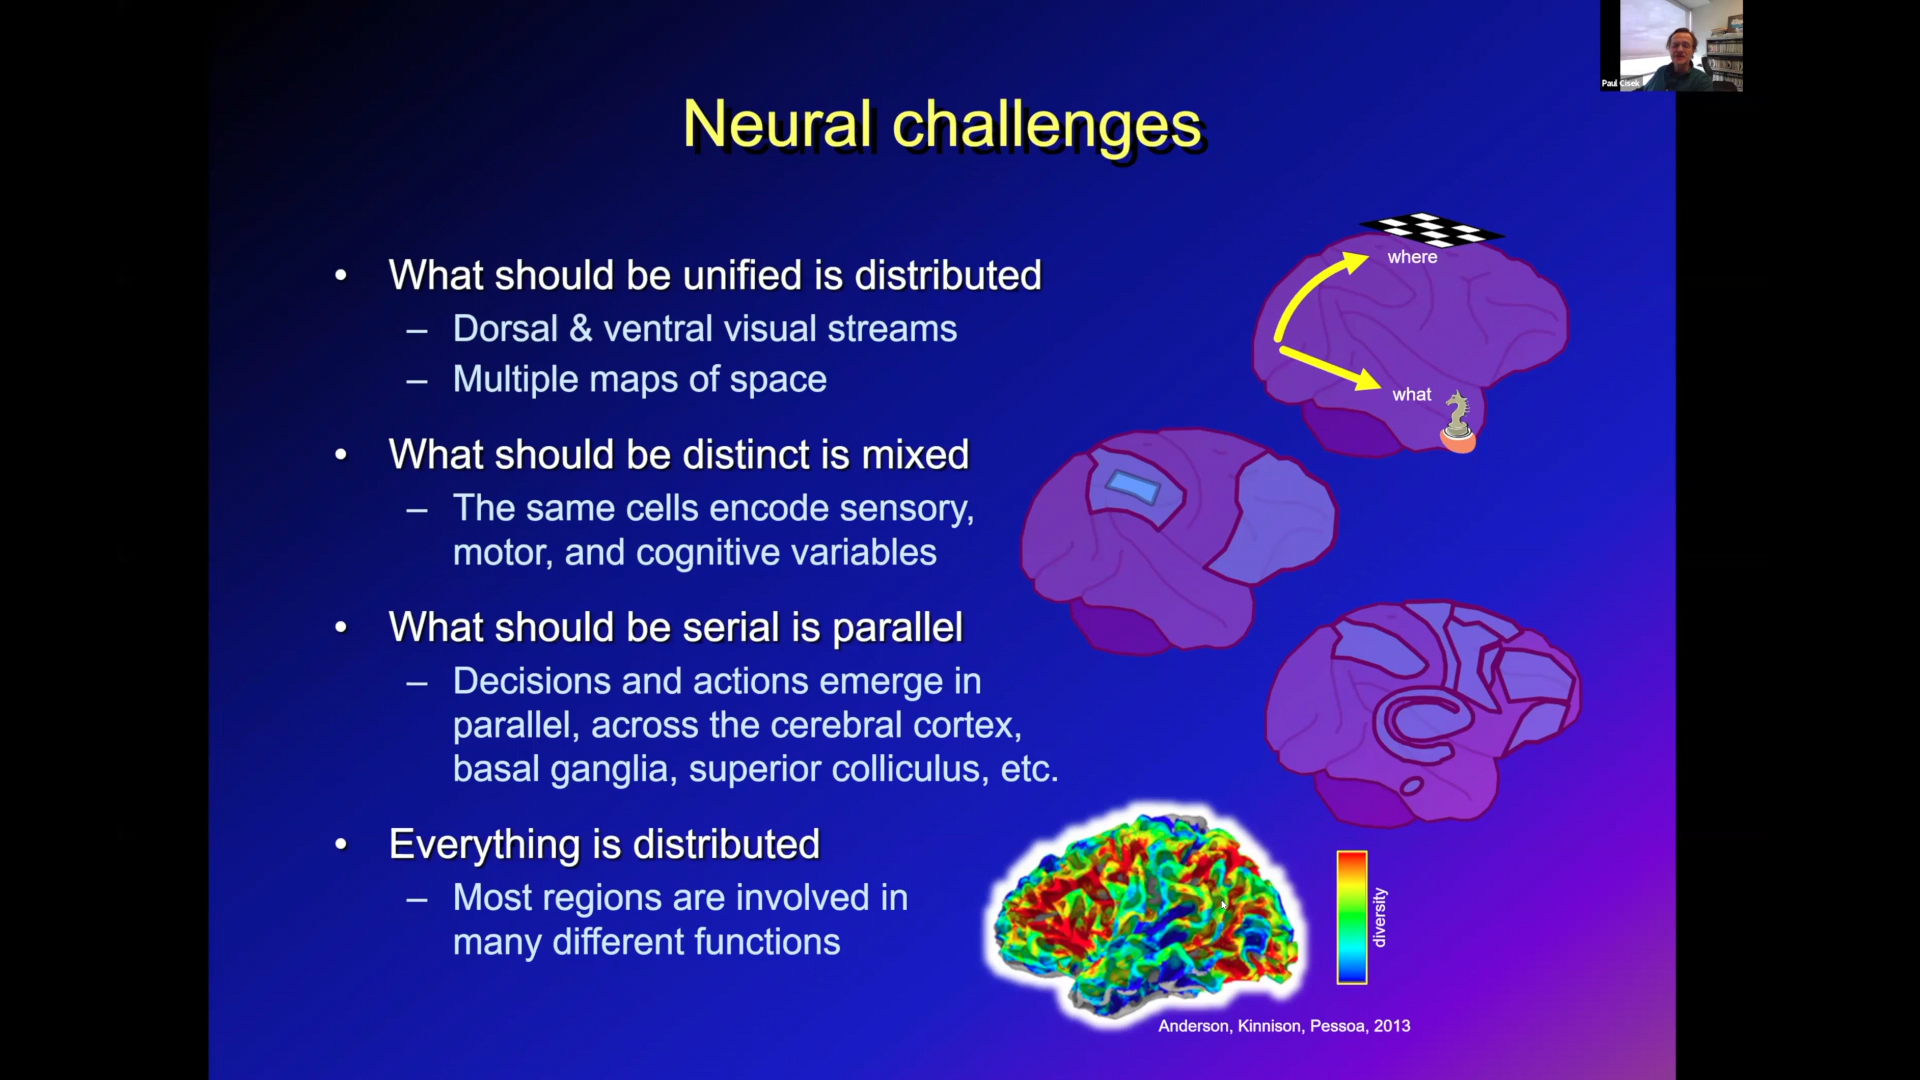 Paul Cisek
Neural challenges
• What should be unified is distributed
– Dorsal & ventral visual streams
– Multiple maps of space
• What should be distinct is mixed
– The same cells encode sensory,
motor, and cognitive variables
• What should be serial is parallel
– Decisions and actions emerge in
parallel, across the cerebral cortex,
basal ganglia, superior colliculus, etc.
• Everything is distributed
– Most regions are involved in
many different functions
where
what
diversity
Anderson, Kinnison, Pessoa, 2013